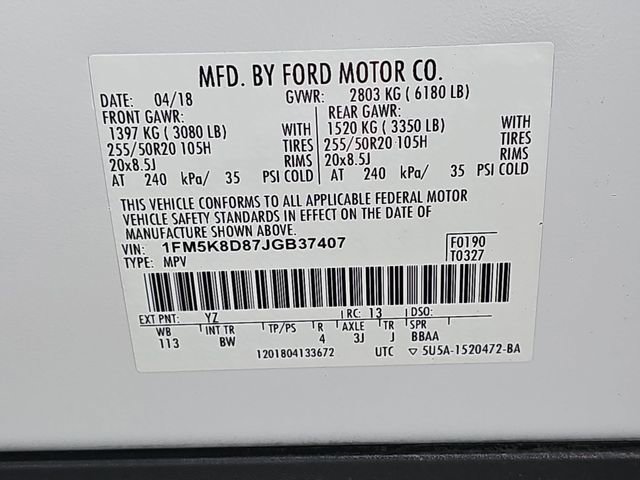 MFD. BY FORD MOTOR CO.
DATE: 04/18 GVWR: 2803 KG ( 6180 LB)
FRONT GAWR: REAR GAWR:
1397 KG ( 3080 LB) WITH 1520 KG ( 3350 LB) WITH
255/50R20 105H TIRES 255/50R20 105H TIRES
20x8.5J RIMS 20x8.5J RIMS
AT 240 kPa/ 35 PSI COLD AT 240 kPa/ 35 PSI COLD
THIS VEHICLE CONFORMS TO ALL APPLICABLE FEDERAL MOTOR
VEHICLE SAFETY STANDARDS IN EFFECT ON THE DATE OF
MANUFACTURE SHOWN ABOVE.
VIN: 1FM5K8D87JGB37407 F0190
TYPE: MPV T0327
EXT PNT: YZ RC: 13 DSO:
WB INT TR TP/PS R AXLE TR SPR
113 BW 4 3J J BBAA
1201804133672 UTC ▽ 5U5A-1520472-BA